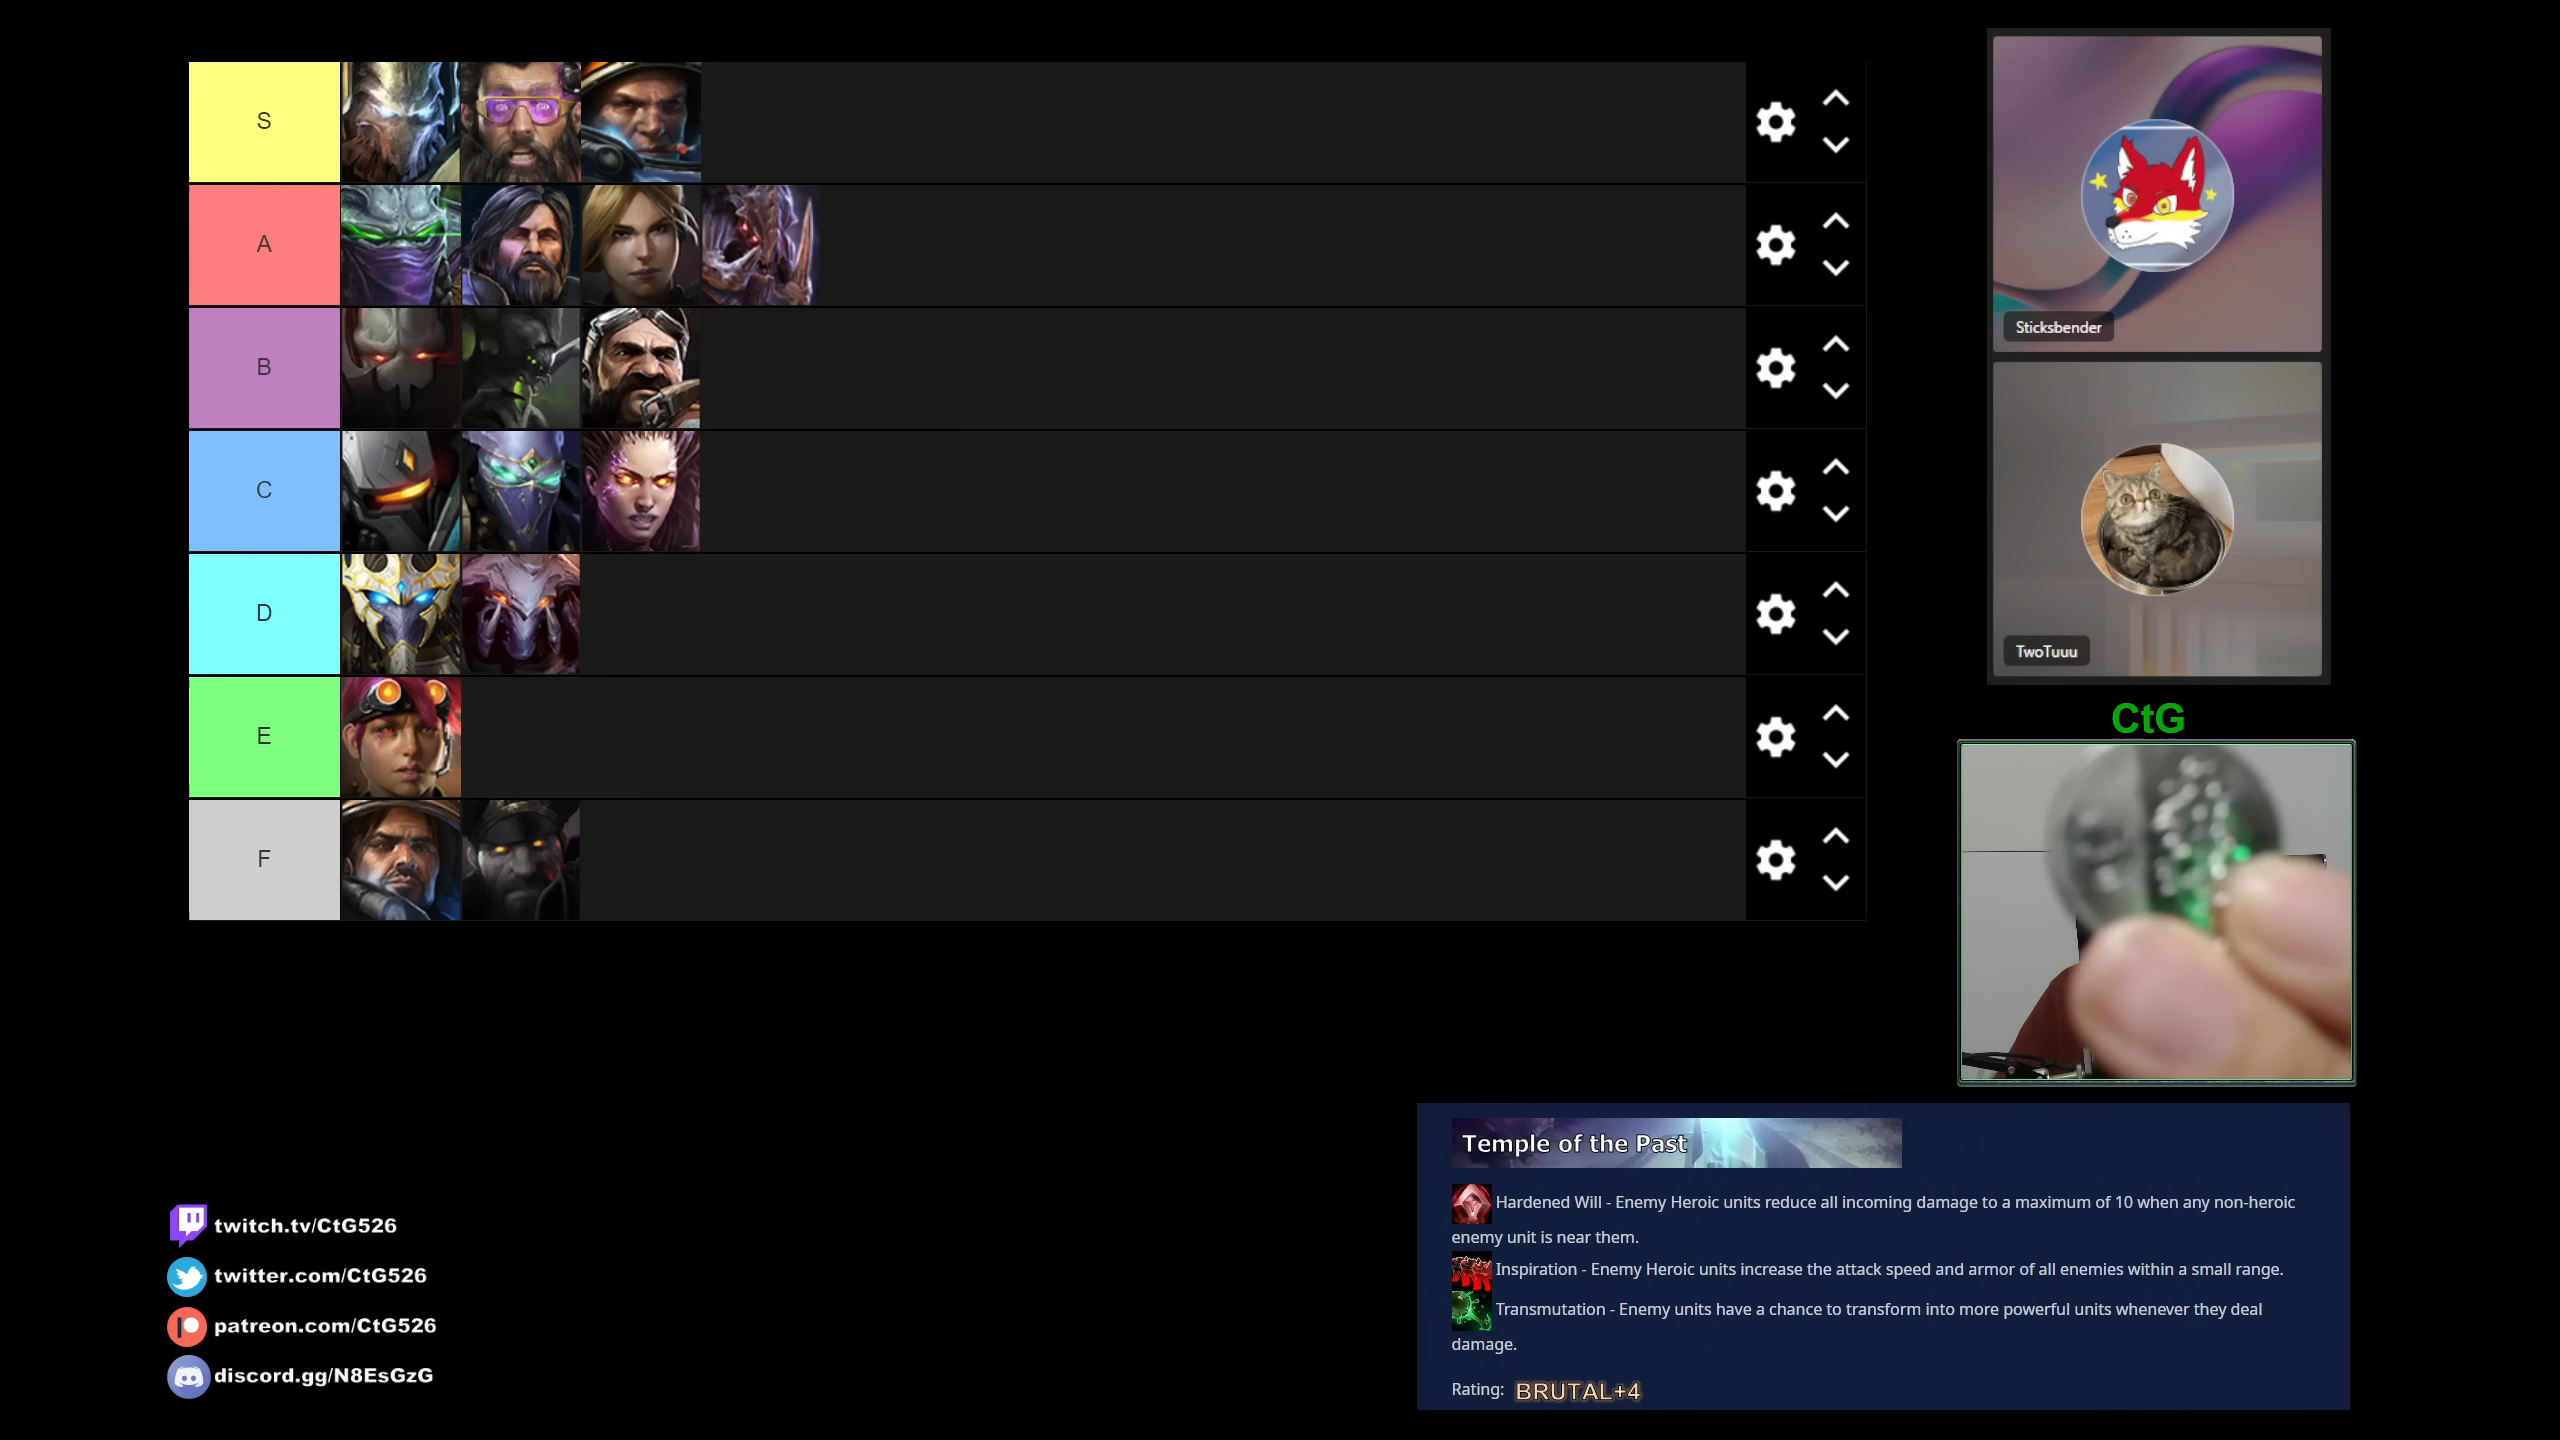 S
A
B
C
D
E
F
Sticksbender
TwoTuuu
CtG
Temple of the Past
Hardened Will - Enemy Heroic units reduce all incoming damage to a maximum of 10 when any non-heroic
enemy unit is near them.
Inspiration - Enemy Heroic units increase the attack speed and armor of all enemies within a small range.
Transmutation - Enemy units have a chance to transform into more powerful units whenever they deal
damage.
Rating: BRUTAL+4
twitch.tv/CtG526
twitter.com/CtG526
patreon.com/CtG526
discord.gg/N8EsGzG